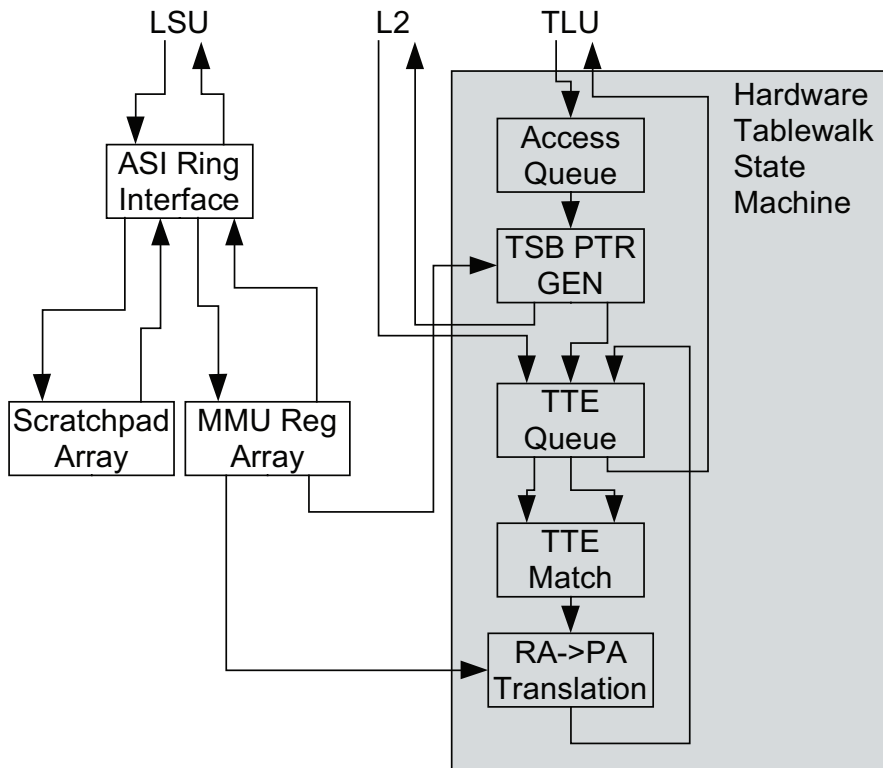 LSU
L2
TLU
Hardware
Tablewalk
State
Machine
Access
Queue
ASI Ring
Interface
TSB PTR
GEN
Scratchpad
Array
MMU Reg
Array
TTE
Queue
TTE
Match
RA->PA
Translation